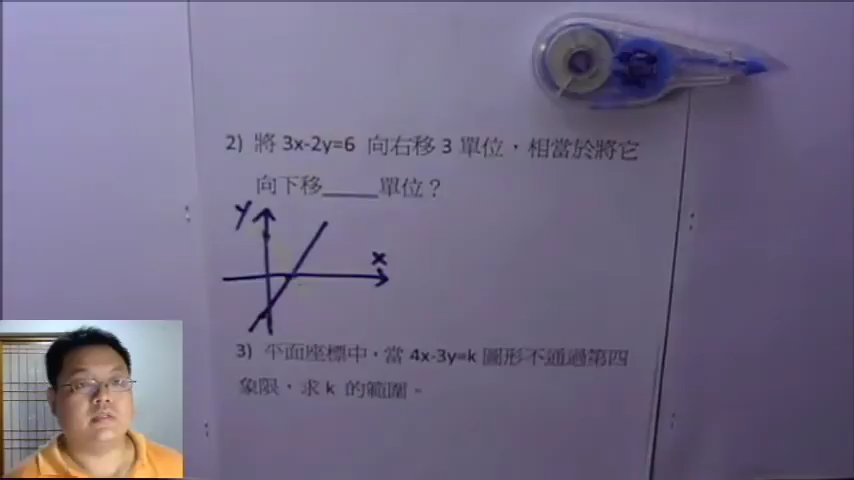 2) 將 3x-2y=6 向右移 3 單位，相當於將它
向下移_____單位？
y
x
3) 平面座標中，當 4x-3y=k 圖形不通過第四
象限，求 k 的範圍。